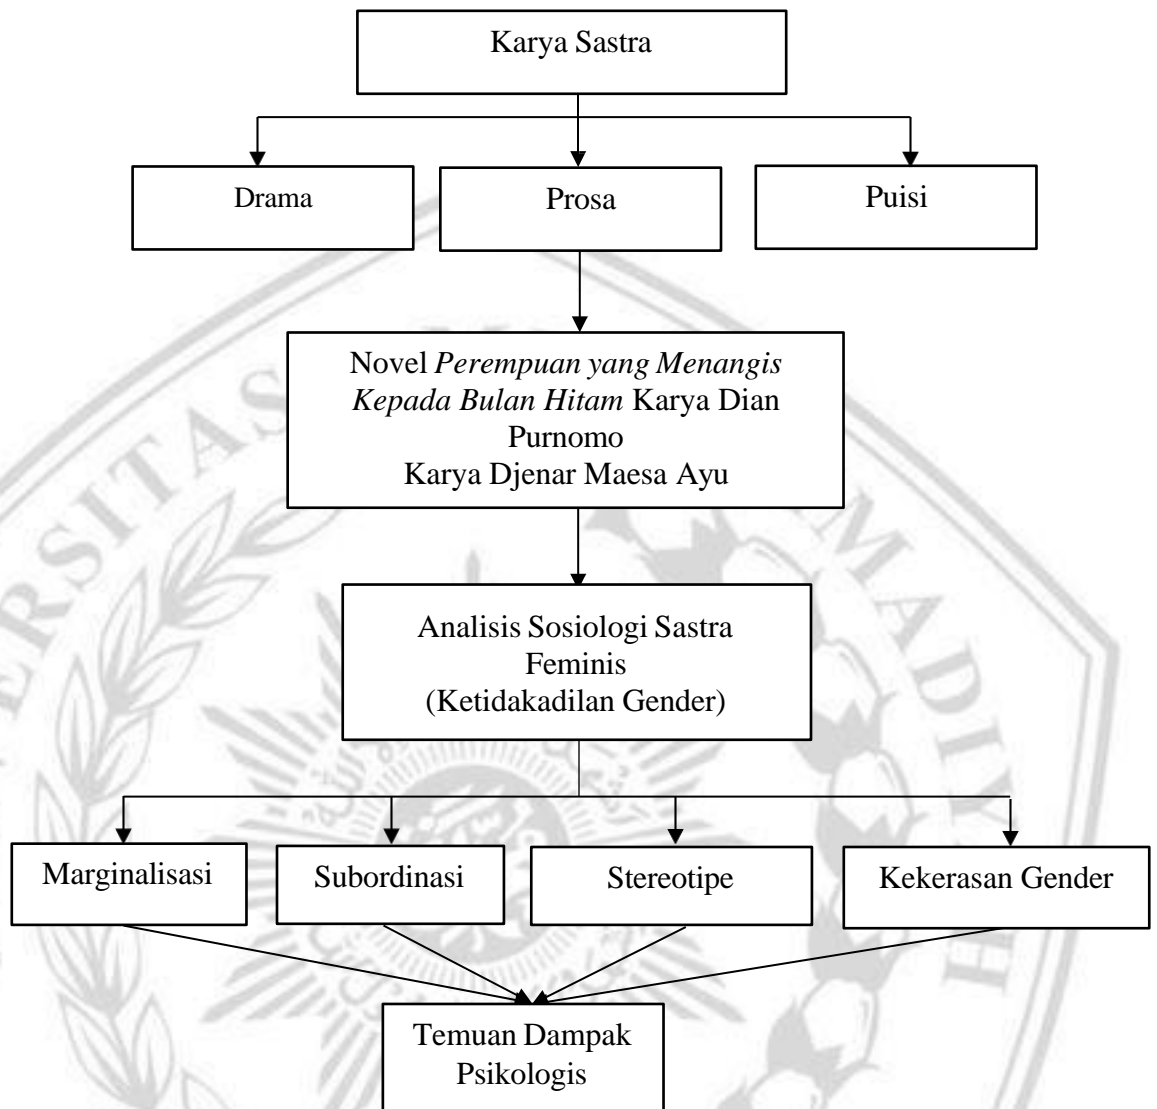 Karya Sastra
Drama
Prosa
Puisi
Novel Perempuan yang Menangis
Kepada Bulan Hitam Karya Dian
Purnomo
Karya Djenar Maesa Ayu
Analisis Sosiologi Sastra
Feminis
(Ketidakadilan Gender)
Marginalisasi
Subordinasi
Stereotipe
Kekerasan Gender
Temuan Dampak
Psikologis